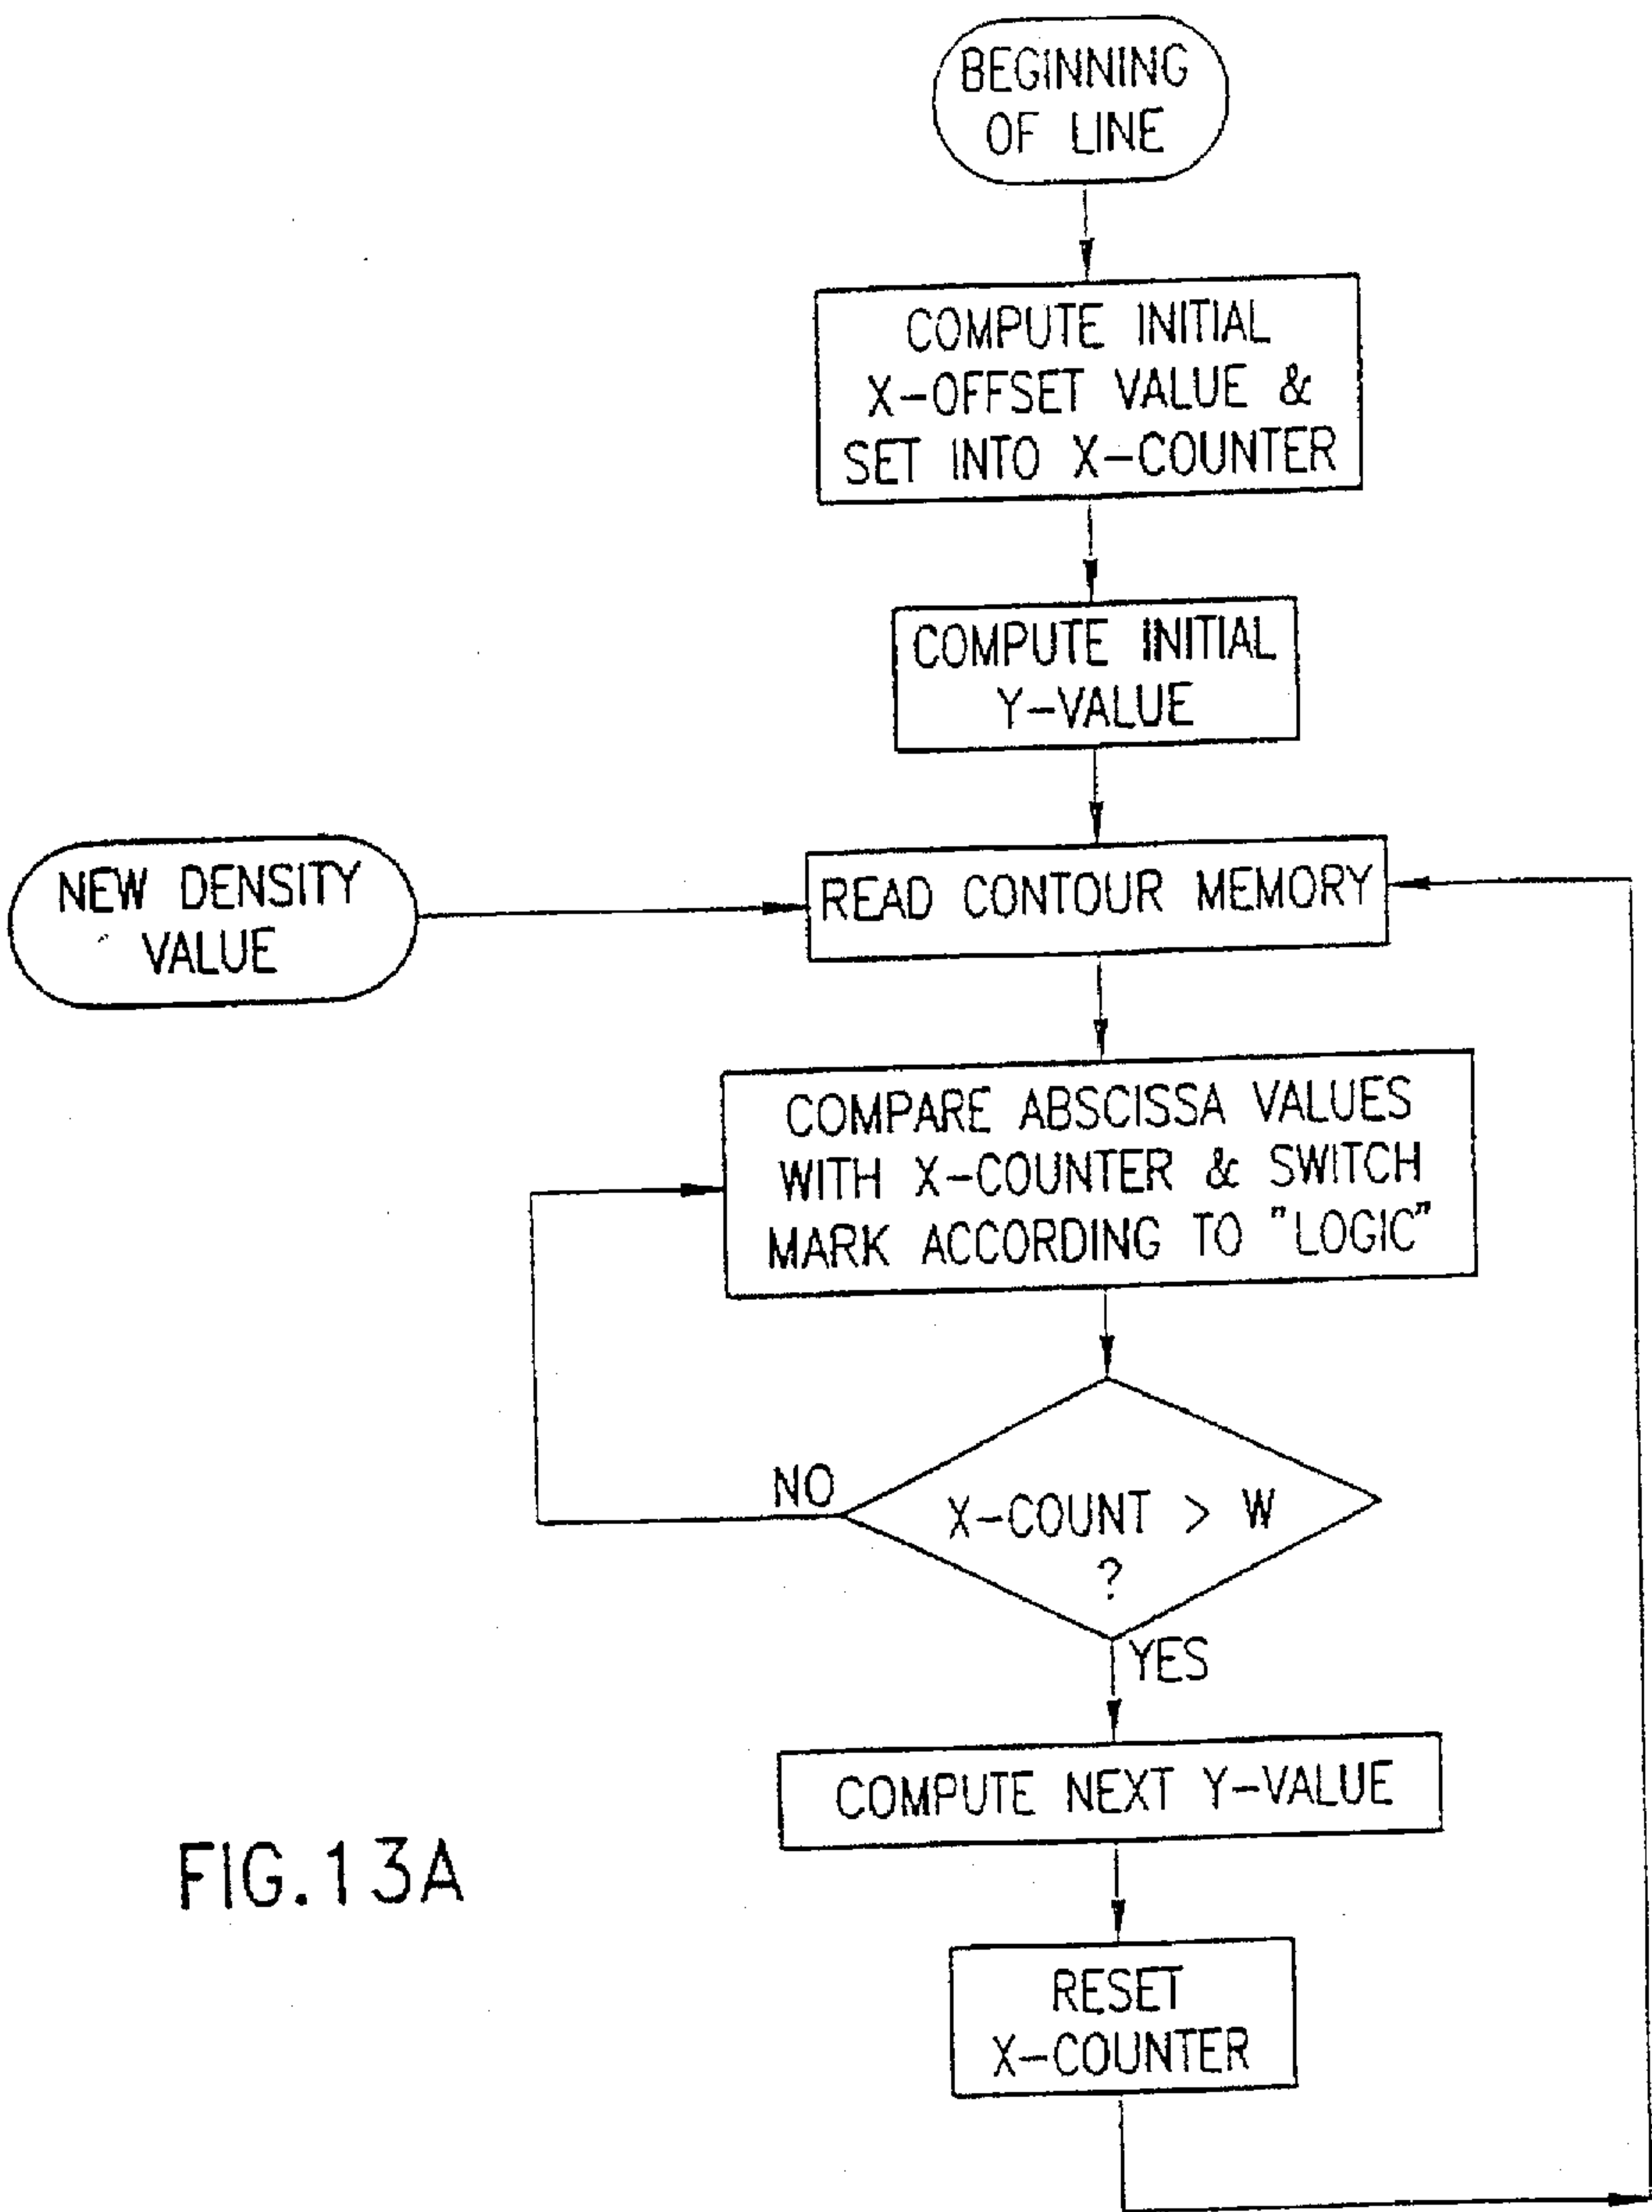 BEGINNING
OF LINE
COMPUTE INITIAL
X-OFFSET VALUE &
SET INTO X-COUNTER
COMPUTE INITIAL
Y-VALUE
NEW DENSITY
VALUE
READ CONTOUR MEMORY
COMPARE ABSCISSA VALUES
WITH X-COUNTER & SWITCH
MARK ACCORDING TO "LOGIC"
NO
X-COUNT > W
?
YES
COMPUTE NEXT Y-VALUE
RESET
X-COUNTER
FIG.13A